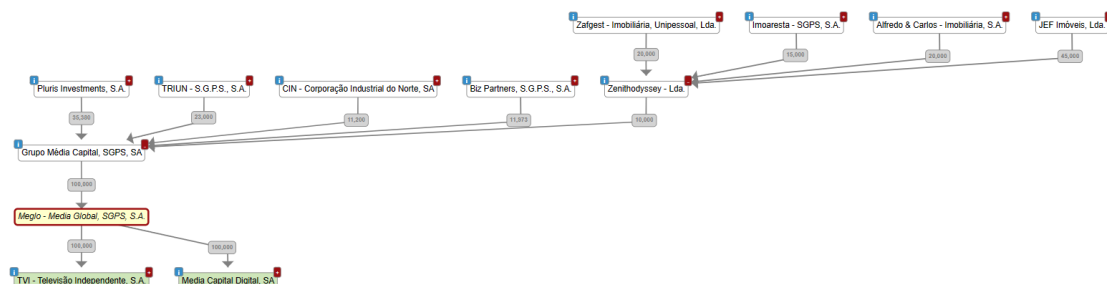 Zafgest - Imobiliária, Unipessoal, Lda.
Imoaresta - SGPS, S.A.
Alfredo & Carlos - Imobiliária, S.A.
JEF Imóveis, Lda.
20,000
15,000
20,000
45,000
Pluris Investments, S.A.
TRIUN - S.G.P.S., S.A.
CIN - Corporação Industrial do Norte, SA
Biz Partners, S.G.P.S., S.A.
Zenithodyssey - Lda.
35,300
23,000
11,200
11,973
10,000
Grupo Média Capital, SGPS, SA
100,000
Meglo - Media Global, SGPS, S.A.
100,000
100,000
TVI - Televisão Independente, S.A.
Media Capital Digital, SA